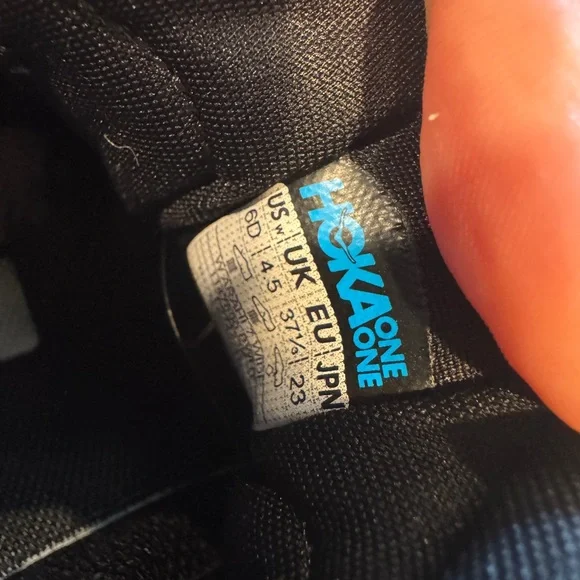 HOKA
ONE
ONE
US W | UK | EU | JPN
6D | 4.5 | 37⅓ | 23